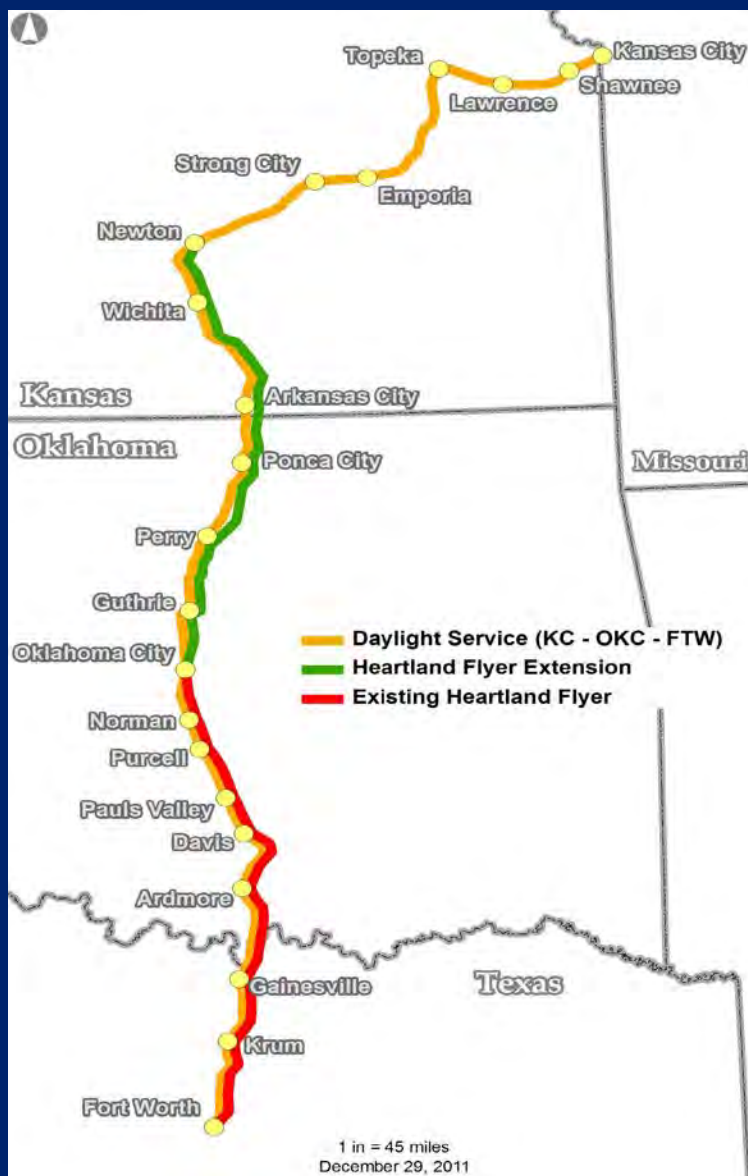 Kansas City
Topeka
Shawnee
Lawrence
Strong City
Emporia
Newton
Wichita
Kansas
Arkansas City
Oklahoma
Ponca City
Missouri
Perry
Guthrie
Daylight Service (KC - OKC - FTW)
Oklahoma City
Heartland Flyer Extension
Existing Heartland Flyer
Norman
Purcell
Pauls Valley
Davis
Ardmore
Gainesville
Texas
Krum
Fort Worth
1 in = 45 miles
December 29, 2011